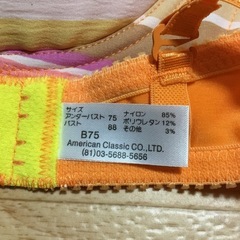 サイズ
アンダーバスト 75
バスト 88
B75
ナイロン 85%
ポリウレタン 12%
その他 3%
American Classic CO.,LTD.
(81)03-5688-5656